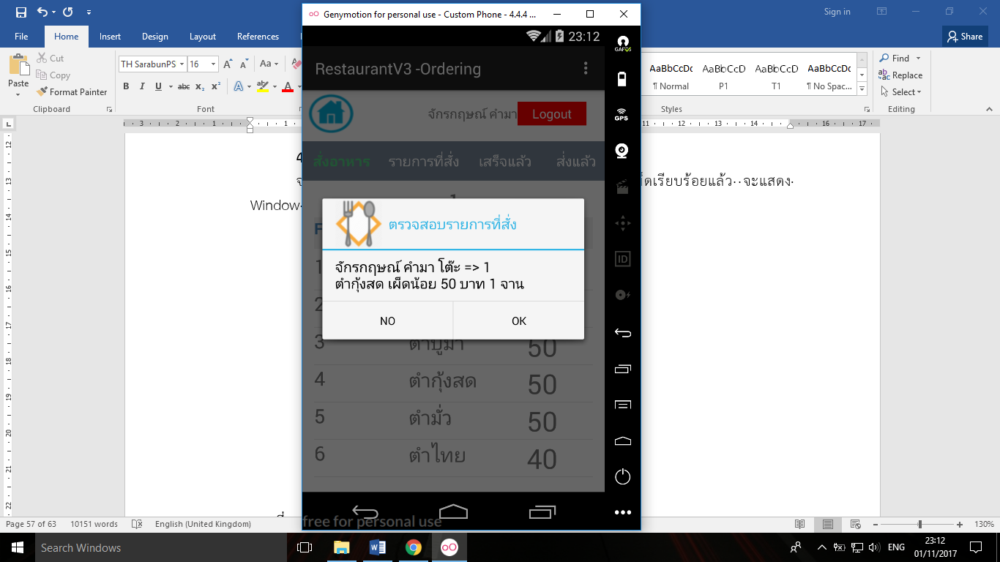 Genymotion for personal use - Custom Phone - 4.4.4 ...
Sign in
File Home Insert Design Layout References
Share
Cut
Copy
Format Painter
Paste
Clipboard
TH SarabunPS 16
Font
AaBbCcDc AaBbCcD AaBbCcD AaBbCcDc
¶ Normal P1 T1 ¶ No Spac...
Styles
Find
Replace
Select
Editing
23:12
RestaurantV3 -Ordering
จักรกฤษณ์ คำมา Logout
สั่งอาหาร รายการที่สั่ง เสร็จแล้ว ส่งแล้ว
ตรวจสอบรายการที่สั่ง
จักรกฤษณ์ คำมา โต๊ะ => 1
ตำกุ้งสด เผ็ดน้อย 50 บาท 1 จาน
NO OK
1
2
3 ตำปูม้า 50
4 ตำกุ้งสด 50
5 ตำมั่ว 50
6 ตำไทย 40
free for personal use
GPS
ID
เรียบร้อยแล้ว··จะแสดง·
Window·
Page 57 of 63 10151 words English (United Kingdom) 130%
Search Windows
ENG
23:12
01/11/2017